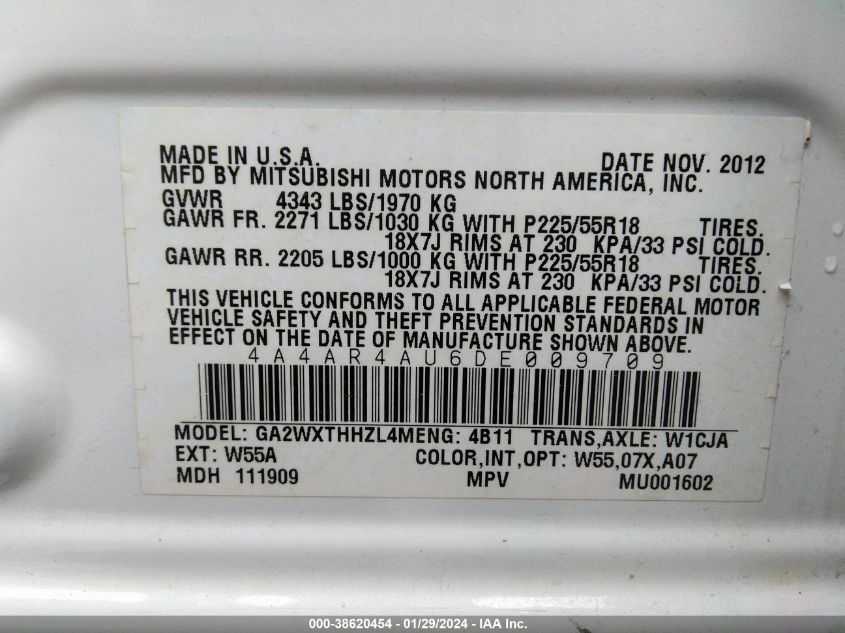 MADE IN U.S.A. DATE NOV. 2012
MFD BY MITSUBISHI MOTORS NORTH AMERICA, INC.
GVWR 4343 LBS/1970 KG
GAWR FR. 2271 LBS/1030 KG WITH P225/55R18 TIRES.
18X7J RIMS AT 230 KPA/33 PSI COLD.
GAWR RR. 2205 LBS/1000 KG WITH P225/55R18 TIRES.
18X7J RIMS AT 230 KPA/33 PSI COLD.
THIS VEHICLE CONFORMS TO ALL APPLICABLE FEDERAL MOTOR
VEHICLE SAFETY AND THEFT PREVENTION STANDARDS IN
EFFECT ON THE DATE OF MANUFACTURE SHOWN ABOVE.
4A4AR4AU6DE009709
MODEL: GA2WXTHHZL4MENG: 4B11 TRANS,AXLE: W1CJA
EXT: W55A COLOR,INT,OPT: W55,07X,A07
MDH 111909 MPV MU001602
000-38620454 - 01/29/2024 - IAA Inc.